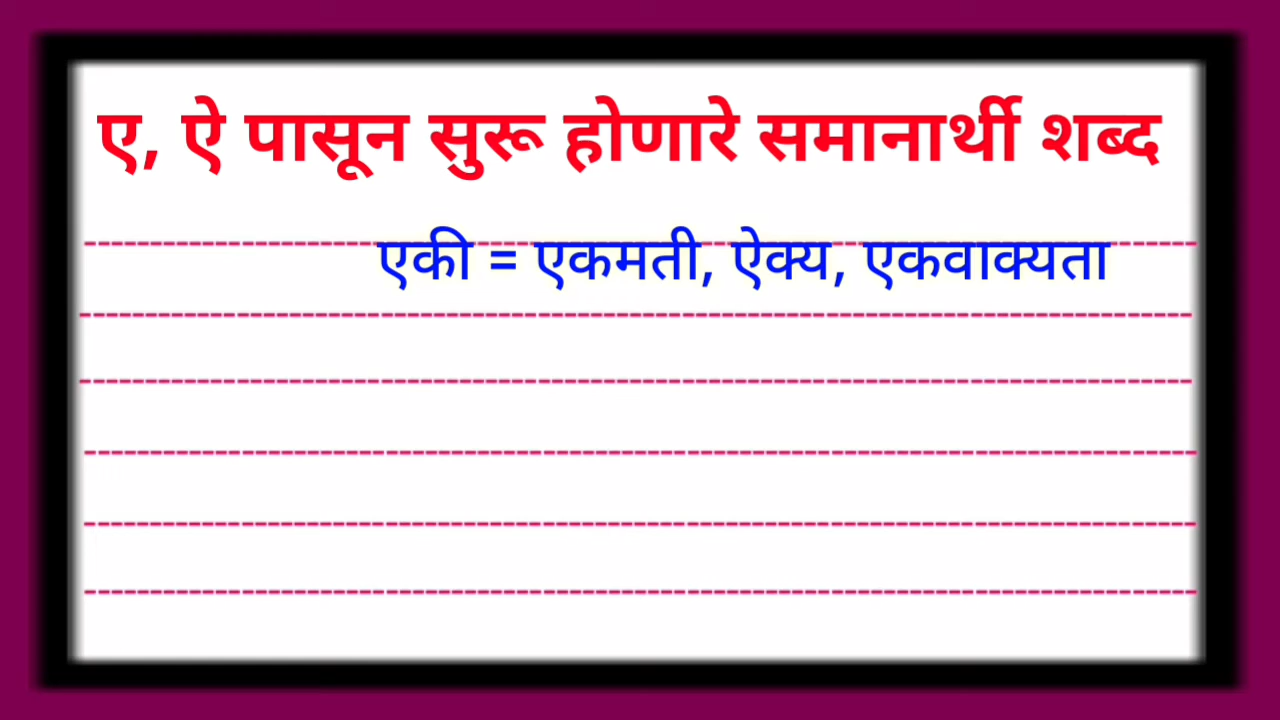 ए, ऐ पासून सुरू होणारे समानार्थी शब्द
एकी = एकमती, ऐक्य, एकवाक्यता